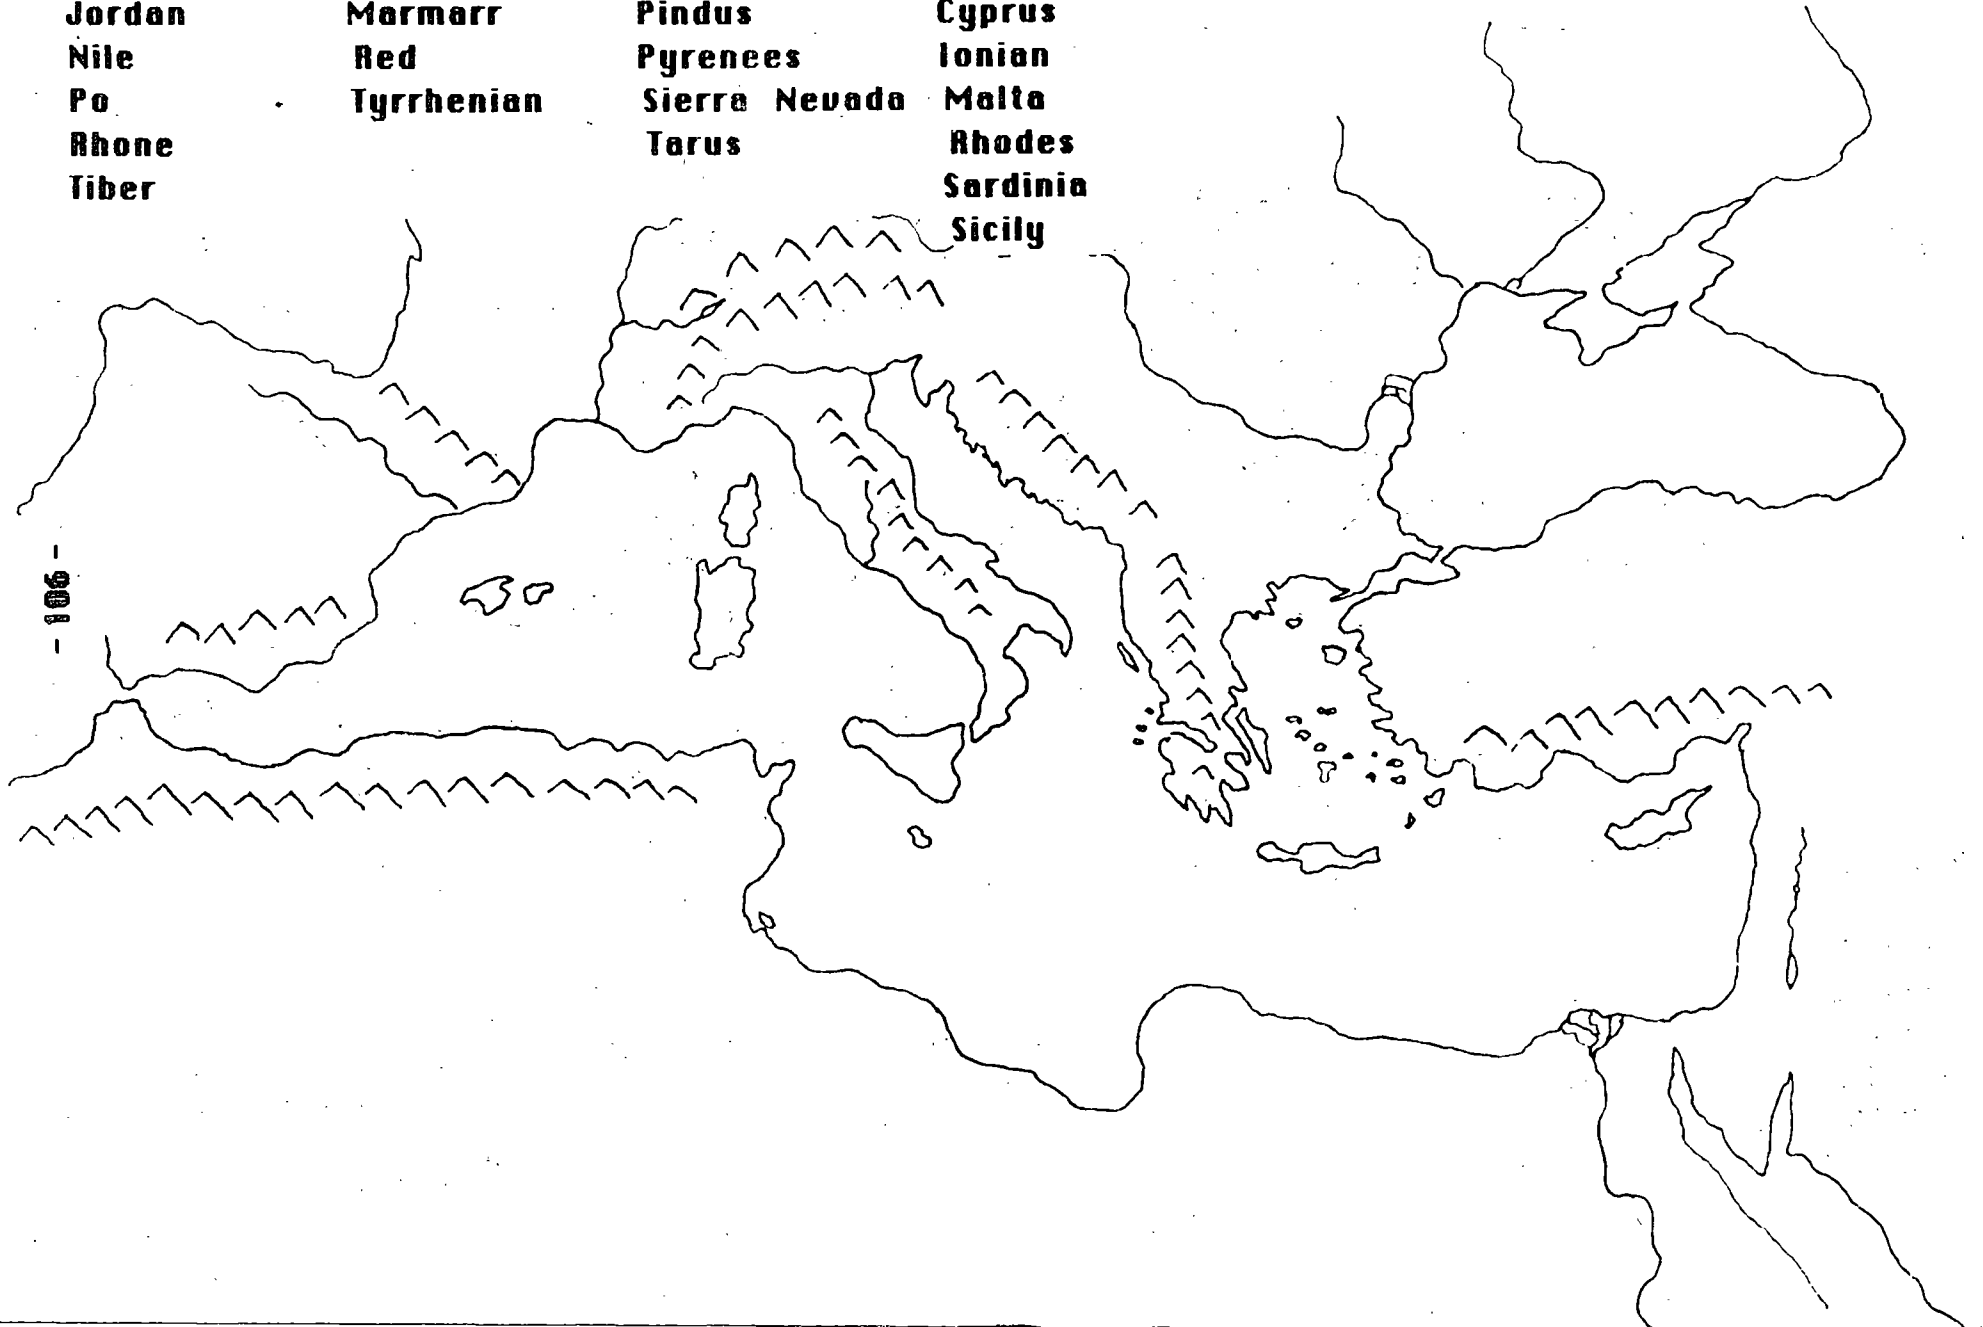 Jordan Marmarr Pindus Cyprus
Nile Red Pyrenees Ionian
Po Tyrrhenian Sierra Nevada Malta
Rhone Tarus Rhodes
Tiber Sardinia
Sicily
- 106 -